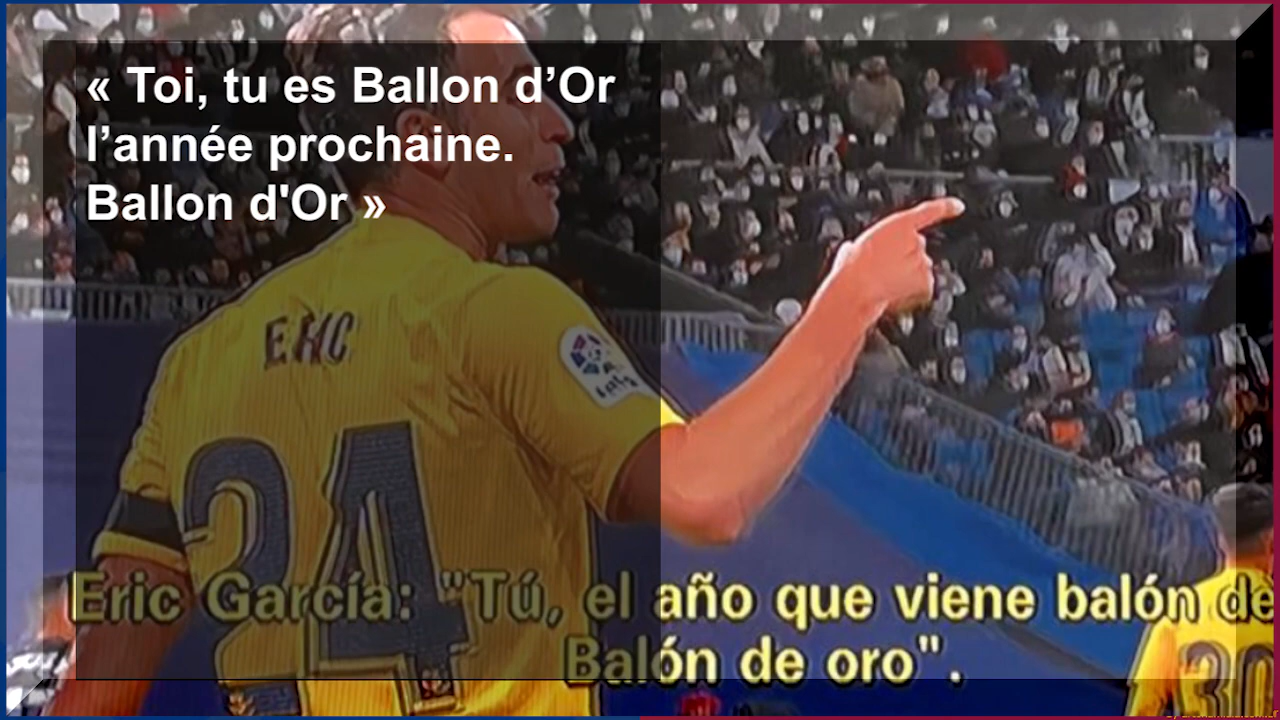 « Toi, tu es Ballon d’Or
l’année prochaine.
Ballon d'Or »
ERIC
24
Eric García: "Tú, el año que viene balón de
Balón de oro".
30